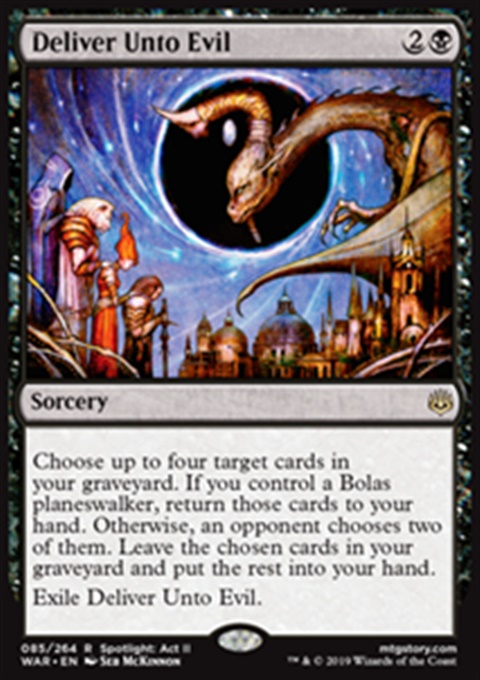 Deliver Unto Evil 2
Sorcery
Choose up to four target cards in
your graveyard. If you control a Bolas
planeswalker, return those cards to your
hand. Otherwise, an opponent chooses two
of them. Leave the chosen cards in your
graveyard and put the rest into your hand.
Exile Deliver Unto Evil.
085/264 R Spotlight: Act II
mtgstory.com
WAR • EN Seb McKinnon
™ & © 2019 Wizards of the Coast